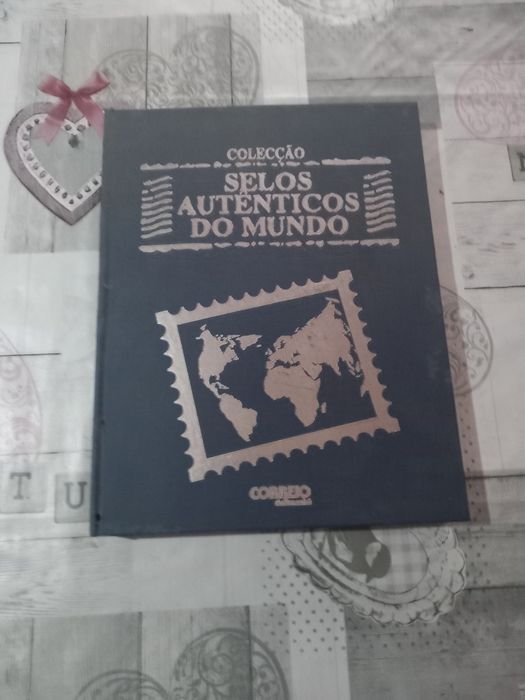 COLECÇÃO
SELOS
AUTÊNTICOS
DO MUNDO
CORREIO
T U